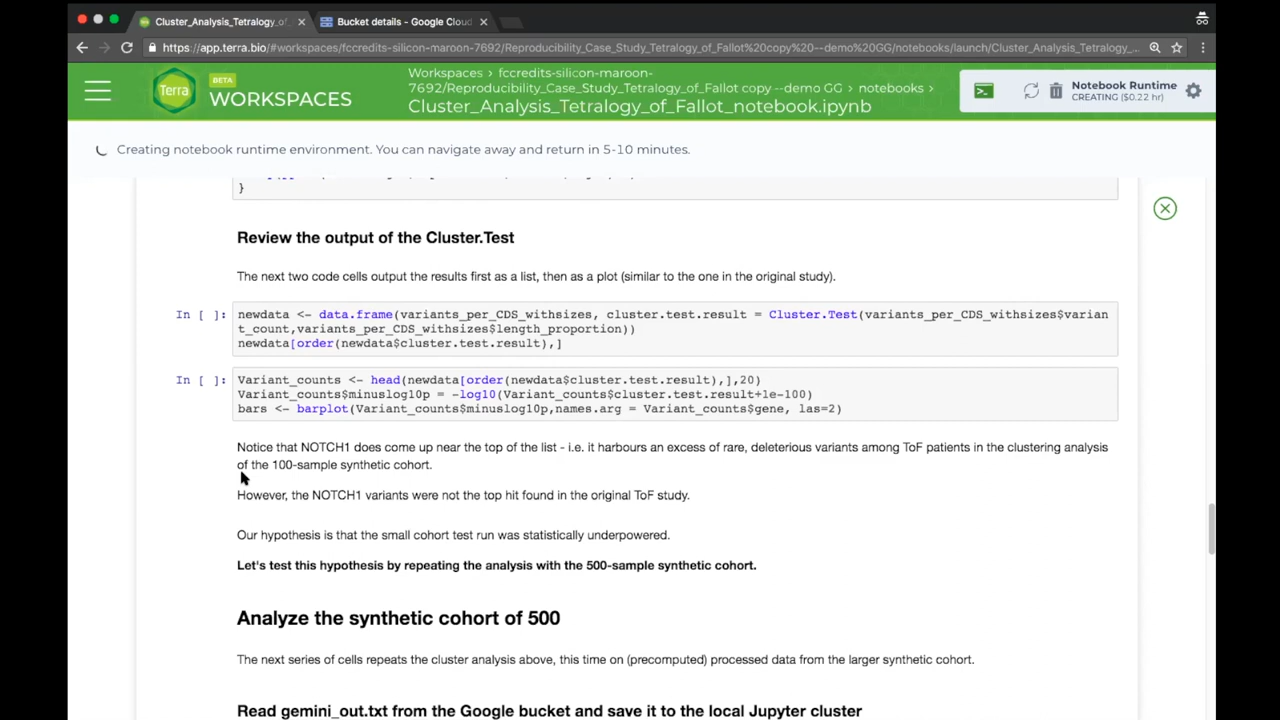 Cluster_Analysis_Tetralogy_of_
Bucket details - Google Cloud
https://app.terra.bio/#workspaces/fccredits-silicon-maroon-7692/Reproducibility_Case_Study_Tetralogy_of_Fallot%20copy%20--demo%20GG/notebooks/launch/Cluster_Analysis_Tetralogy_...
Terra
BETA
WORKSPACES
Workspaces › fccredits-silicon-maroon-
7692/Reproducibility_Case_Study_Tetralogy_of_Fallot copy --demo GG › notebooks ›
Cluster_Analysis_Tetralogy_of_Fallot_notebook.ipynb
Notebook Runtime
CREATING ($0.22 hr)
Creating notebook runtime environment. You can navigate away and return in 5-10 minutes.
}
Review the output of the Cluster.Test
The next two code cells output the results first as a list, then as a plot (similar to the one in the original study).
In [ ]:
newdata <- data.frame(variants_per_CDS_withsizes, cluster.test.result = Cluster.Test(variants_per_CDS_withsizes$varian
t_count,variants_per_CDS_withsizes$length_proportion))
newdata[order(newdata$cluster.test.result),]
In [ ]:
Variant_counts <- head(newdata[order(newdata$cluster.test.result),],20)
Variant_counts$minuslog10p = -log10(Variant_counts$cluster.test.result+1e-100)
bars <- barplot(Variant_counts$minuslog10p,names.arg = Variant_counts$gene, las=2)
Notice that NOTCH1 does come up near the top of the list - i.e. it harbours an excess of rare, deleterious variants among ToF patients in the clustering analysis
of the 100-sample synthetic cohort.
However, the NOTCH1 variants were not the top hit found in the original ToF study.
Our hypothesis is that the small cohort test run was statistically underpowered.
Let's test this hypothesis by repeating the analysis with the 500-sample synthetic cohort.
Analyze the synthetic cohort of 500
The next series of cells repeats the cluster analysis above, this time on (precomputed) processed data from the larger synthetic cohort.
Read gemini_out.txt from the Google bucket and save it to the local Jupyter cluster